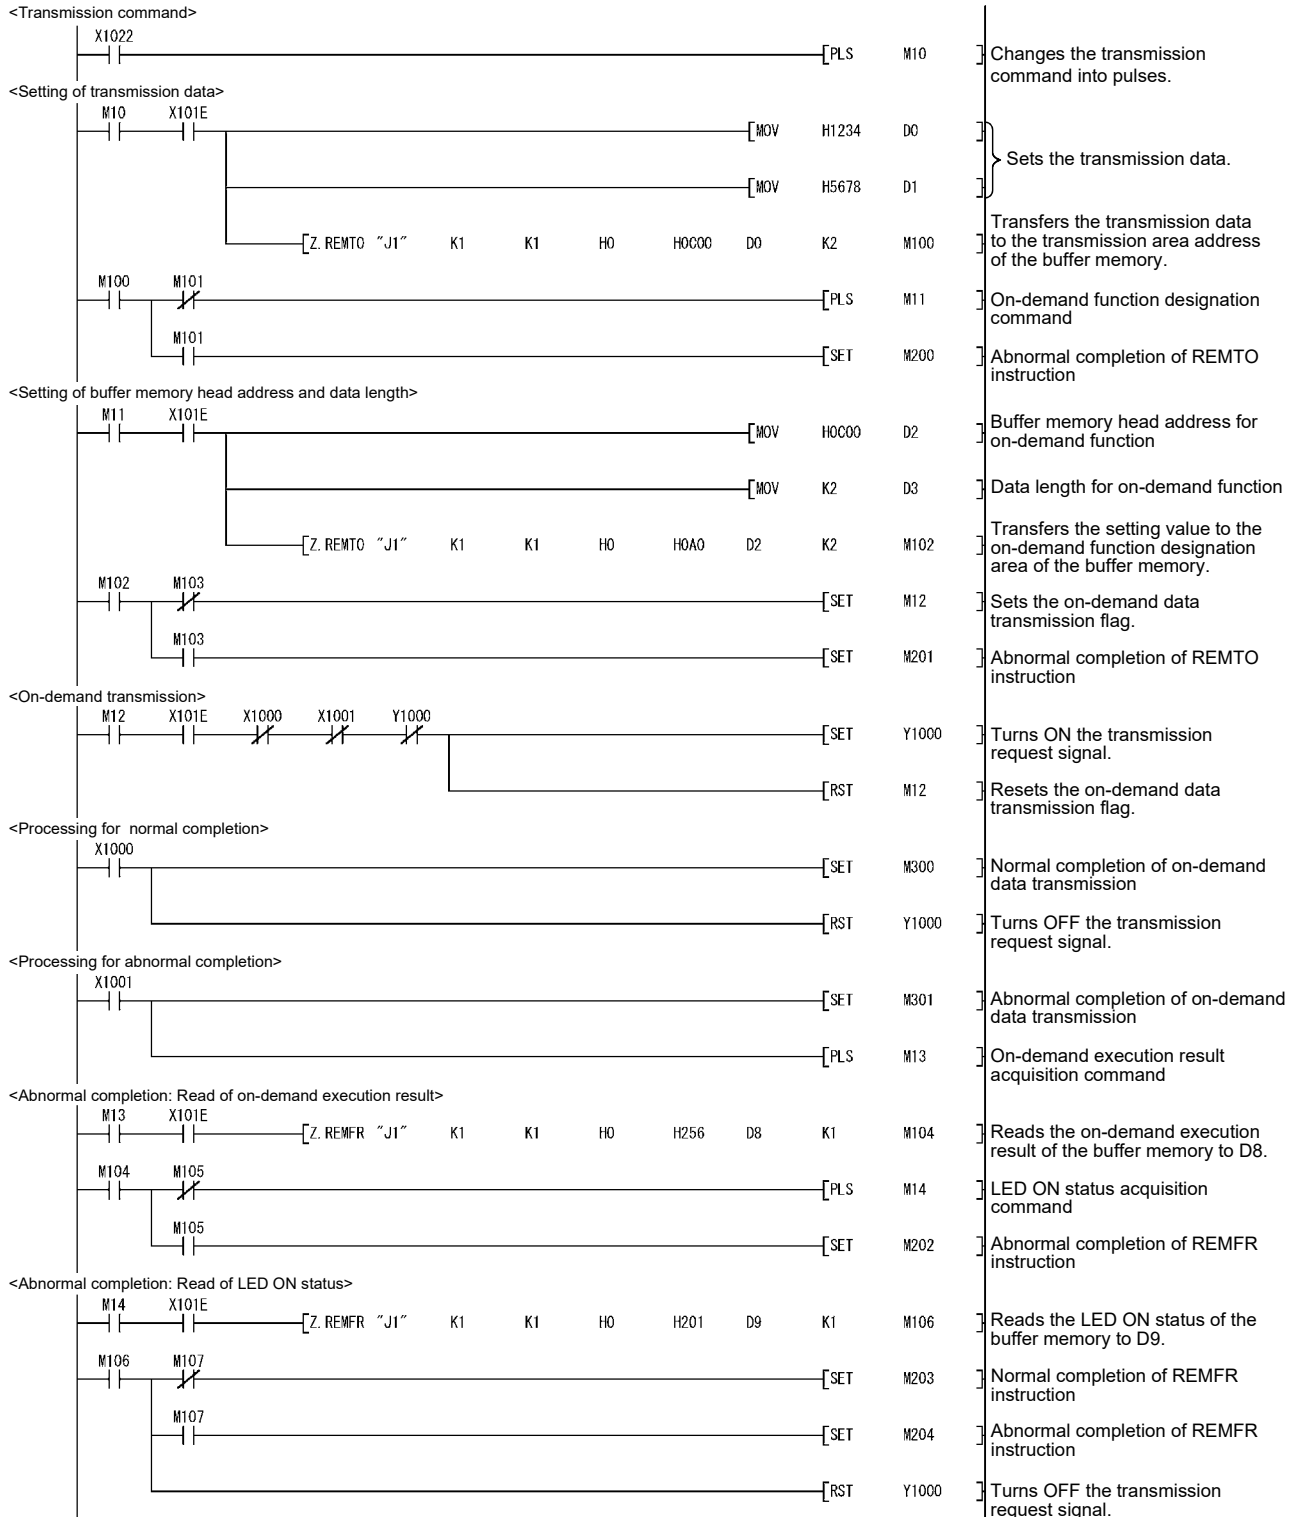 <Transmission command>
X1022
PLS M10 Changes the transmission
command into pulses.
<Setting of transmission data>
M10 X101E
MOV H1234 D0
Sets the transmission data.
MOV H5678 D1
Transfers the transmission data
Z.REMTO "J1" K1 K1 H0 H0C00 D0 K2 M100 to the transmission area address
of the buffer memory.
M100 M101
PLS M11 On-demand function designation
command
M101
SET M200 Abnormal completion of REMTO
instruction
<Setting of buffer memory head address and data length>
M11 X101E
MOV H0C00 D2 Buffer memory head address for
on-demand function
MOV K2 D3 Data length for on-demand function
Transfers the setting value to the
Z.REMTO "J1" K1 K1 H0 H0A0 D2 K2 M102 on-demand function designation
area of the buffer memory.
M102 M103
SET M12 Sets the on-demand data
transmission flag.
M103
SET M201 Abnormal completion of REMTO
instruction
<On-demand transmission>
M12 X101E X1000 X1001 Y1000
SET Y1000 Turns ON the transmission
request signal.
RST M12 Resets the on-demand data
transmission flag.
<Processing for normal completion>
X1000
SET M300 Normal completion of on-demand
data transmission
RST Y1000 Turns OFF the transmission
request signal.
<Processing for abnormal completion>
X1001
SET M301 Abnormal completion of on-demand
data transmission
PLS M13 On-demand execution result
acquisition command
<Abnormal completion: Read of on-demand execution result>
M13 X101E
Z.REMFR "J1" K1 K1 H0 H256 D8 K1 M104 Reads the on-demand execution
result of the buffer memory to D8.
M104 M105
PLS M14 LED ON status acquisition
command
M105
SET M202 Abnormal completion of REMFR
instruction
<Abnormal completion: Read of LED ON status>
M14 X101E
Z.REMFR "J1" K1 K1 H0 H201 D9 K1 M106 Reads the LED ON status of the
buffer memory to D9.
M106 M107
SET M203 Normal completion of REMFR
instruction
M107
SET M204 Abnormal completion of REMFR
instruction
RST Y1000 Turns OFF the transmission
request signal.